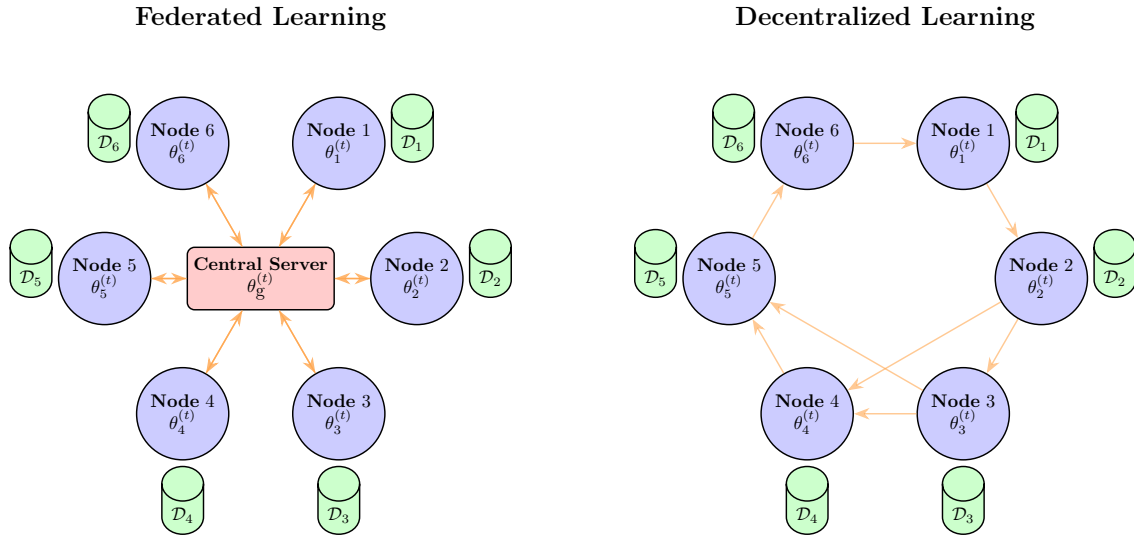 Federated Learning
Decentralized Learning
Node 6
θ₆⁽ᵗ⁾
𝒟₆
Node 1
θ₁⁽ᵗ⁾
𝒟₁
Node 5
θ₅⁽ᵗ⁾
𝒟₅
Central Server
θ_g⁽ᵗ⁾
Node 2
θ₂⁽ᵗ⁾
𝒟₂
Node 4
θ₄⁽ᵗ⁾
𝒟₄
Node 3
θ₃⁽ᵗ⁾
𝒟₃
Node 6
θ₆⁽ᵗ⁾
𝒟₆
Node 1
θ₁⁽ᵗ⁾
𝒟₁
Node 5
θ₅⁽ᵗ⁾
𝒟₅
Node 2
θ₂⁽ᵗ⁾
𝒟₂
Node 4
θ₄⁽ᵗ⁾
𝒟₄
Node 3
θ₃⁽ᵗ⁾
𝒟₃